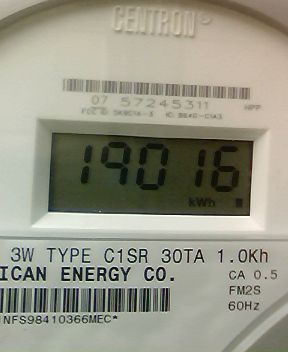 CENTRON®
07 57245311
19016
kWh
3W TYPE C1SR 30TA 1.0Kh
ICAN ENERGY CO.
CA 0.5
FM2S
60Hz
NFS98410366MEC*